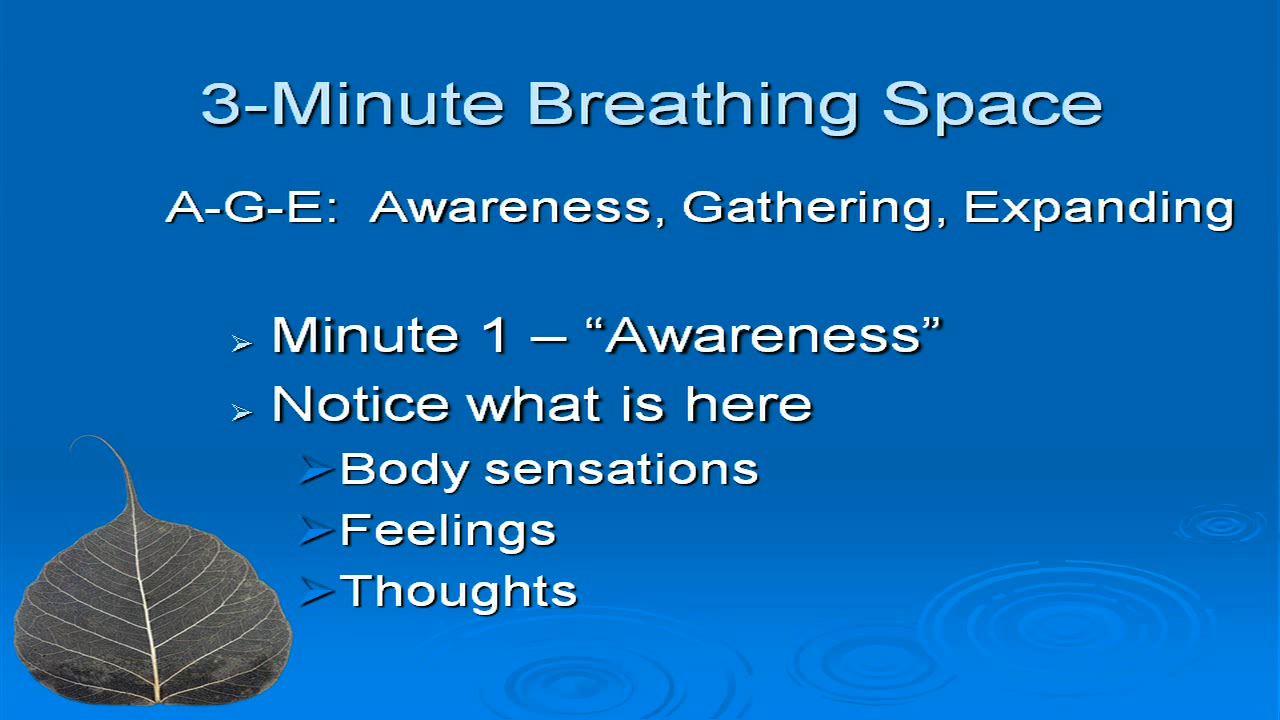 3-Minute Breathing Space
A-G-E: Awareness, Gathering, Expanding
Minute 1 – “Awareness”
Notice what is here
Body sensations
Feelings
Thoughts